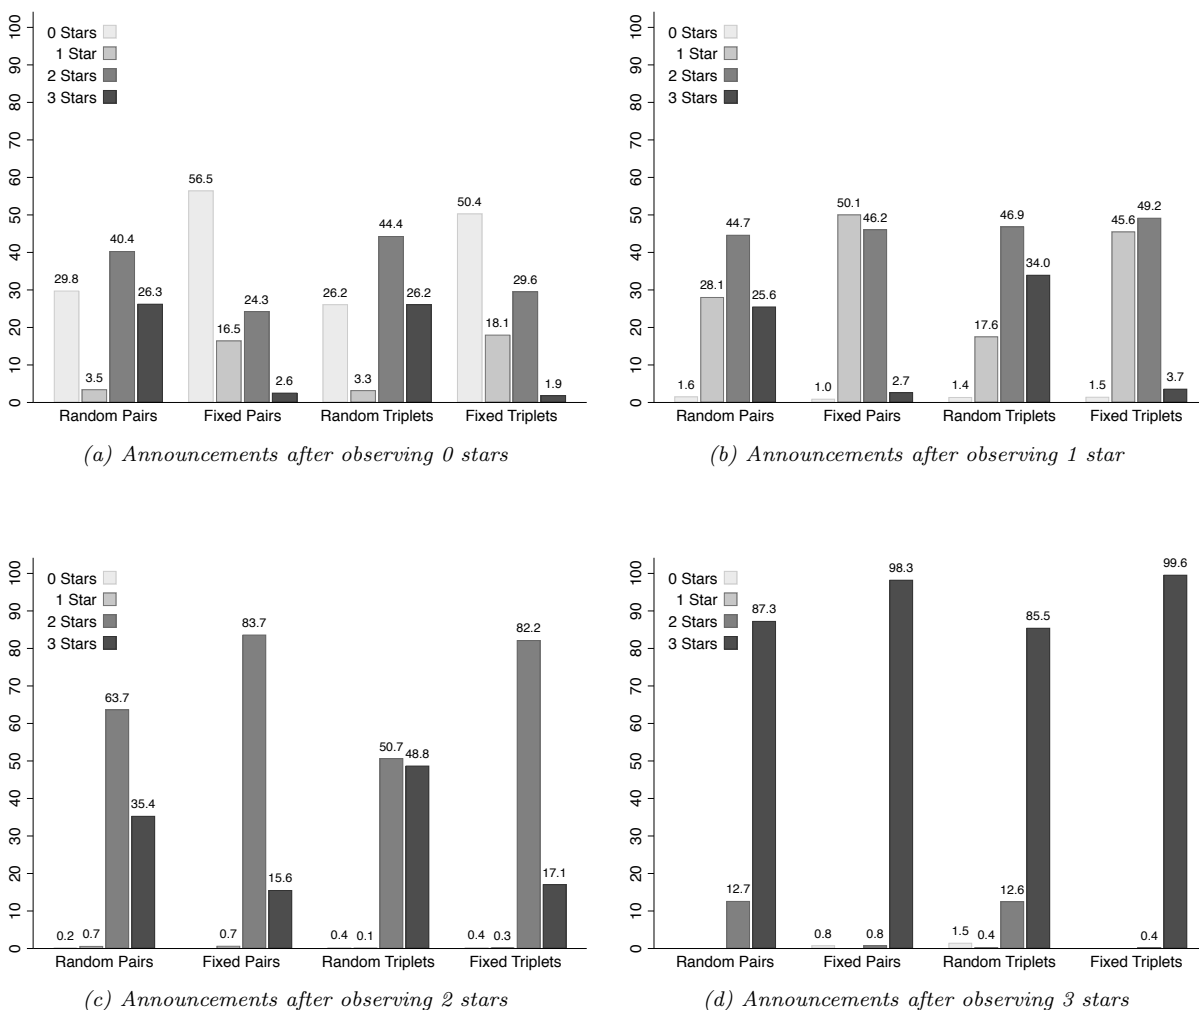 0 Stars
1 Star
2 Stars
3 Stars
0 10 20 30 40 50 60 70 80 90 100
29.8 3.5 40.4 26.3
56.5 16.5 24.3 2.6
26.2 3.3 44.4 26.2
50.4 18.1 29.6 1.9
Random Pairs Fixed Pairs Random Triplets Fixed Triplets
(a) Announcements after observing 0 stars
0 Stars
1 Star
2 Stars
3 Stars
0 10 20 30 40 50 60 70 80 90 100
1.6 28.1 44.7 25.6
1.0 50.1 46.2 2.7
1.4 17.6 46.9 34.0
1.5 45.6 49.2 3.7
Random Pairs Fixed Pairs Random Triplets Fixed Triplets
(b) Announcements after observing 1 star
0 Stars
1 Star
2 Stars
3 Stars
0 10 20 30 40 50 60 70 80 90 100
0.2 0.7 63.7 35.4
0.7 83.7 15.6
0.4 0.1 50.7 48.8
0.4 0.3 82.2 17.1
Random Pairs Fixed Pairs Random Triplets Fixed Triplets
(c) Announcements after observing 2 stars
0 Stars
1 Star
2 Stars
3 Stars
0 10 20 30 40 50 60 70 80 90 100
12.7 87.3
0.8 0.8 98.3
1.5 0.4 12.6 85.5
0.4 99.6
Random Pairs Fixed Pairs Random Triplets Fixed Triplets
(d) Announcements after observing 3 stars